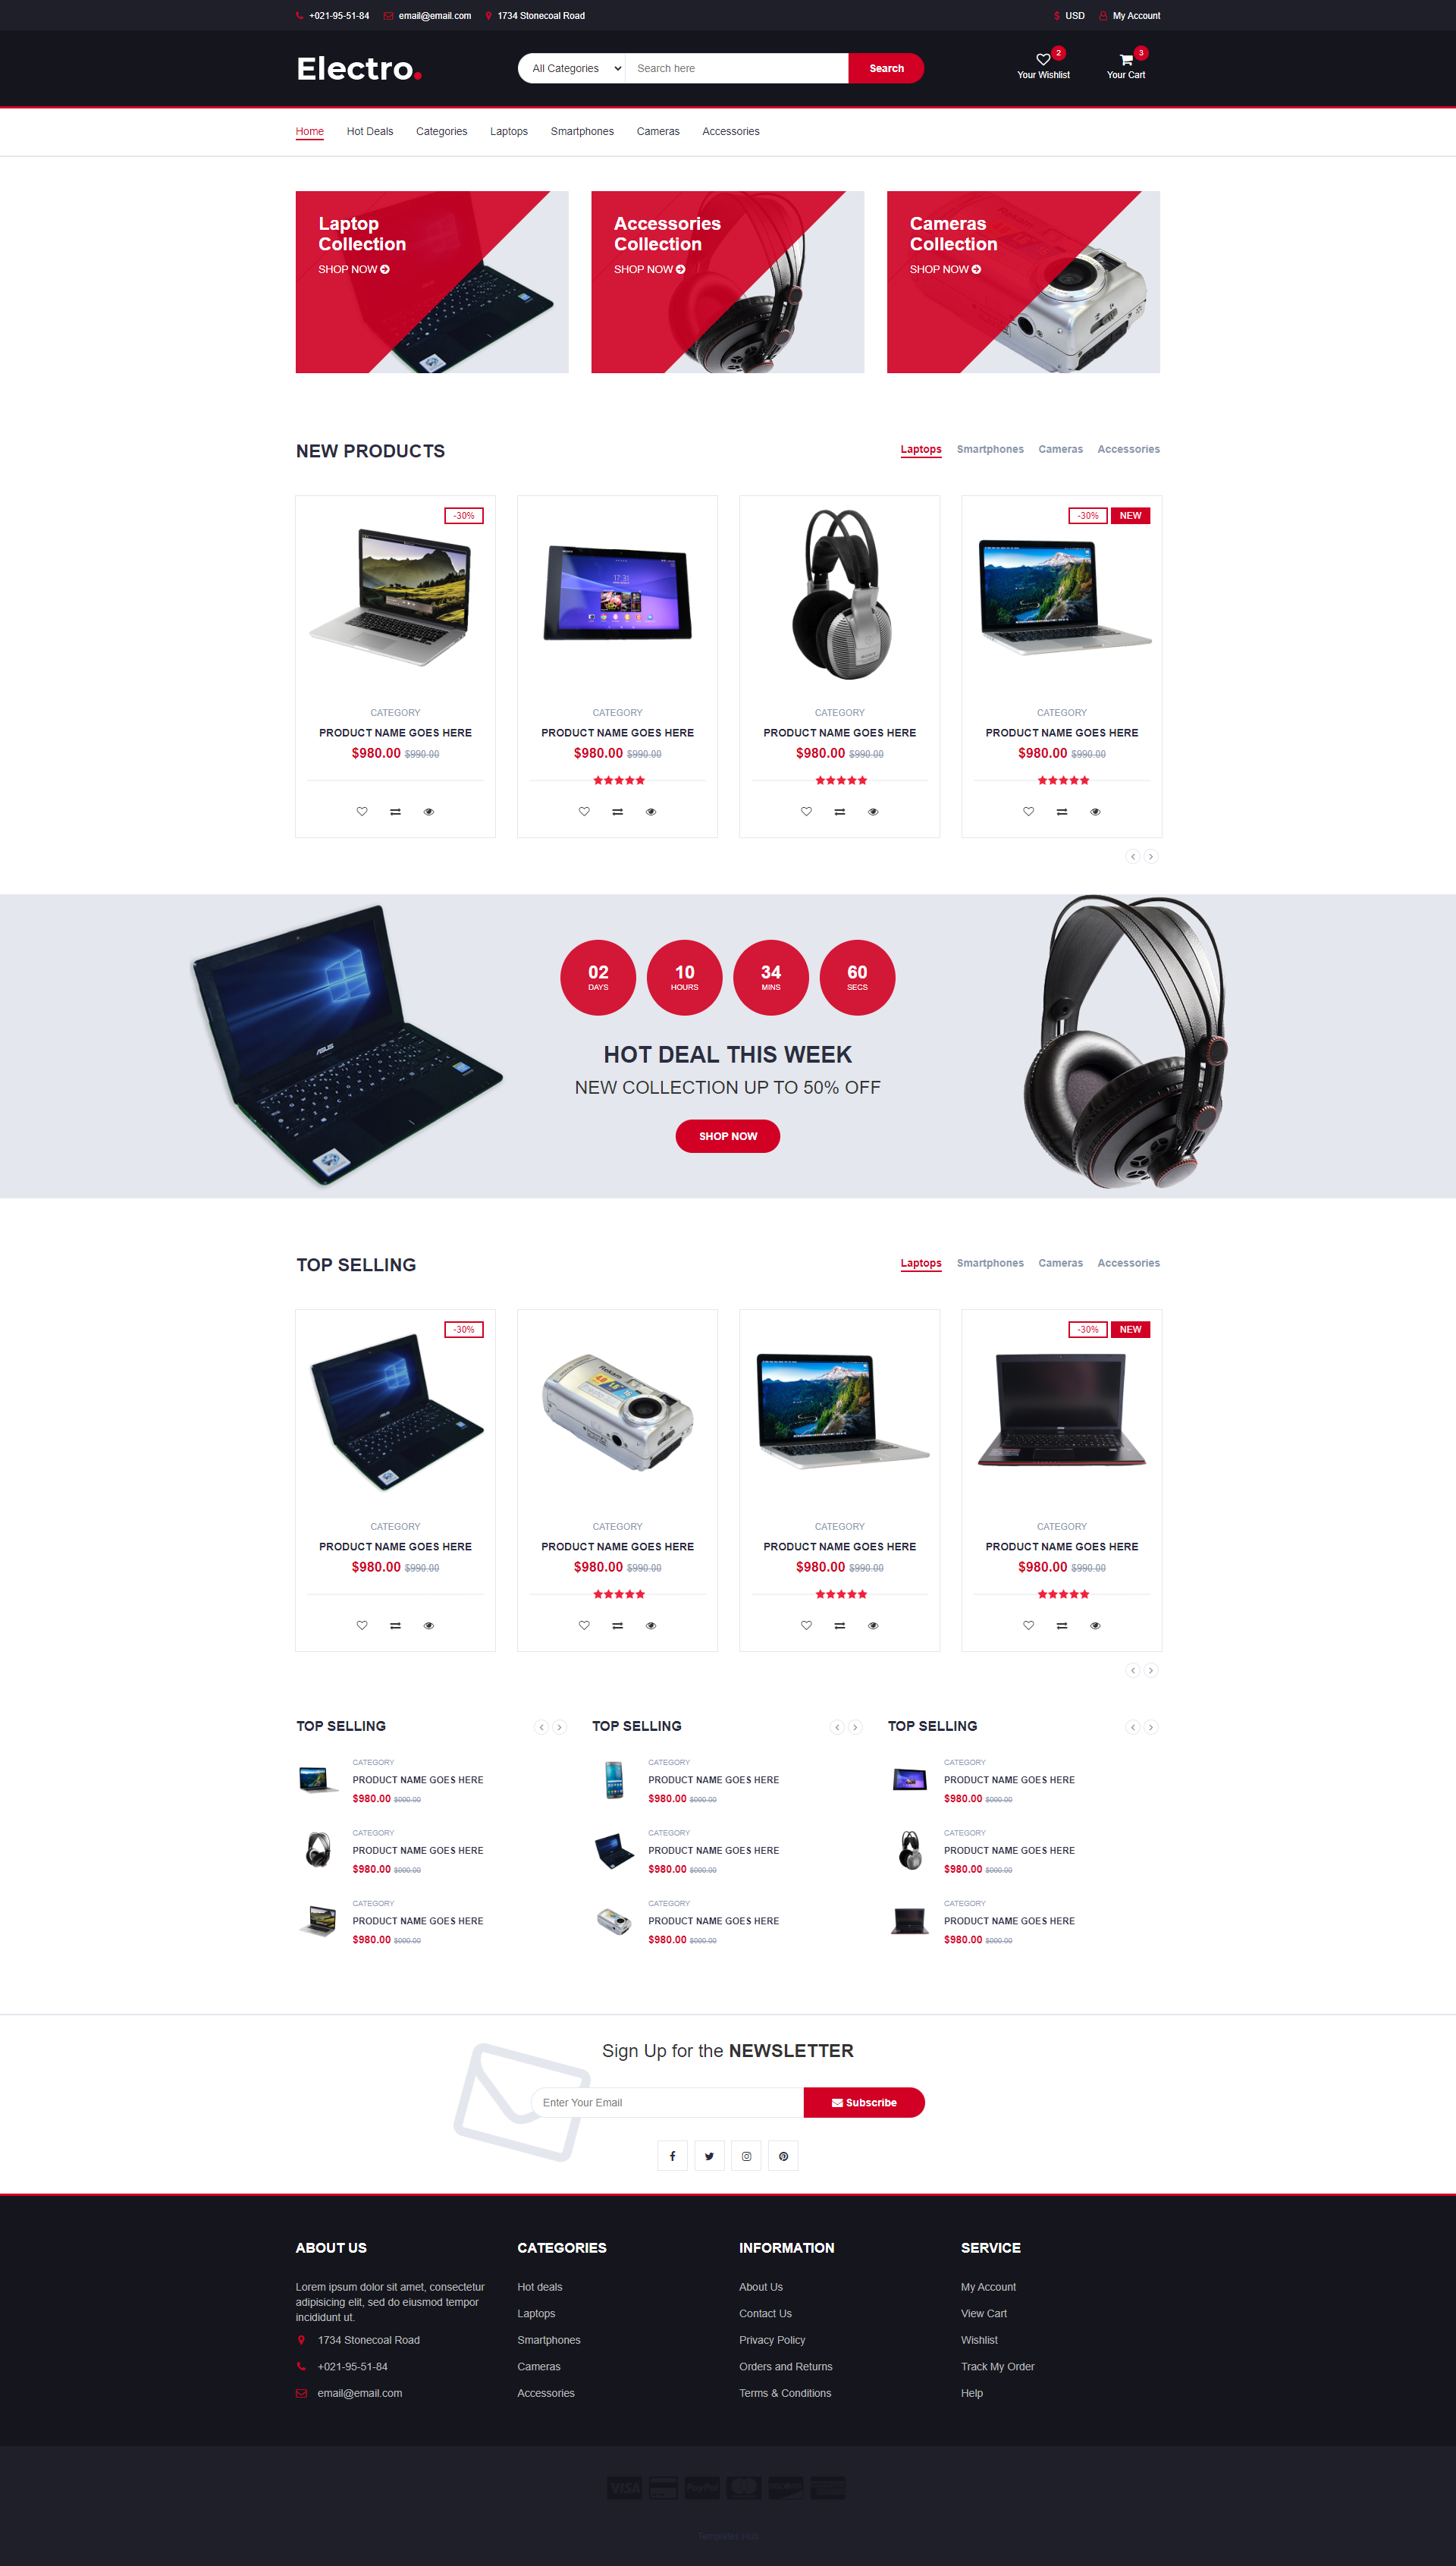 +021-95-51-84 email@email.com 1734 Stonecoal Road
$ USD My Account
Electro.
All Categories Search here Search
2
Your Wishlist
3
Your Cart
Home Hot Deals Categories Laptops Smartphones Cameras Accessories
Laptop
Collection
SHOP NOW
Accessories
Collection
SHOP NOW
Cameras
Collection
SHOP NOW
NEW PRODUCTS
Laptops Smartphones Cameras Accessories
-30%
CATEGORY
PRODUCT NAME GOES HERE
$980.00 $990.00
17:31
CATEGORY
PRODUCT NAME GOES HERE
$980.00 $990.00
CATEGORY
PRODUCT NAME GOES HERE
$980.00 $990.00
-30% NEW
CATEGORY
PRODUCT NAME GOES HERE
$980.00 $990.00
ASUS
02
DAYS
10
HOURS
34
MINS
60
SECS
HOT DEAL THIS WEEK
NEW COLLECTION UP TO 50% OFF
SHOP NOW
TOP SELLING
Laptops Smartphones Cameras Accessories
-30%
CATEGORY
PRODUCT NAME GOES HERE
$980.00 $990.00
Rekam
CATEGORY
PRODUCT NAME GOES HERE
$980.00 $990.00
CATEGORY
PRODUCT NAME GOES HERE
$980.00 $990.00
-30% NEW
CATEGORY
PRODUCT NAME GOES HERE
$980.00 $990.00
TOP SELLING
CATEGORY
PRODUCT NAME GOES HERE
$980.00 $990.00
CATEGORY
PRODUCT NAME GOES HERE
$980.00 $990.00
CATEGORY
PRODUCT NAME GOES HERE
$980.00 $990.00
TOP SELLING
CATEGORY
PRODUCT NAME GOES HERE
$980.00 $990.00
CATEGORY
PRODUCT NAME GOES HERE
$980.00 $990.00
CATEGORY
PRODUCT NAME GOES HERE
$980.00 $990.00
TOP SELLING
CATEGORY
PRODUCT NAME GOES HERE
$980.00 $990.00
CATEGORY
PRODUCT NAME GOES HERE
$980.00 $990.00
CATEGORY
PRODUCT NAME GOES HERE
$980.00 $990.00
Sign Up for the NEWSLETTER
Enter Your Email Subscribe
ABOUT US
Lorem ipsum dolor sit amet, consectetur
adipisicing elit, sed do eiusmod tempor
incididunt ut.
1734 Stonecoal Road
+021-95-51-84
email@email.com
CATEGORIES
Hot deals
Laptops
Smartphones
Cameras
Accessories
INFORMATION
About Us
Contact Us
Privacy Policy
Orders and Returns
Terms & Conditions
SERVICE
My Account
View Cart
Wishlist
Track My Order
Help
VISA PayPal